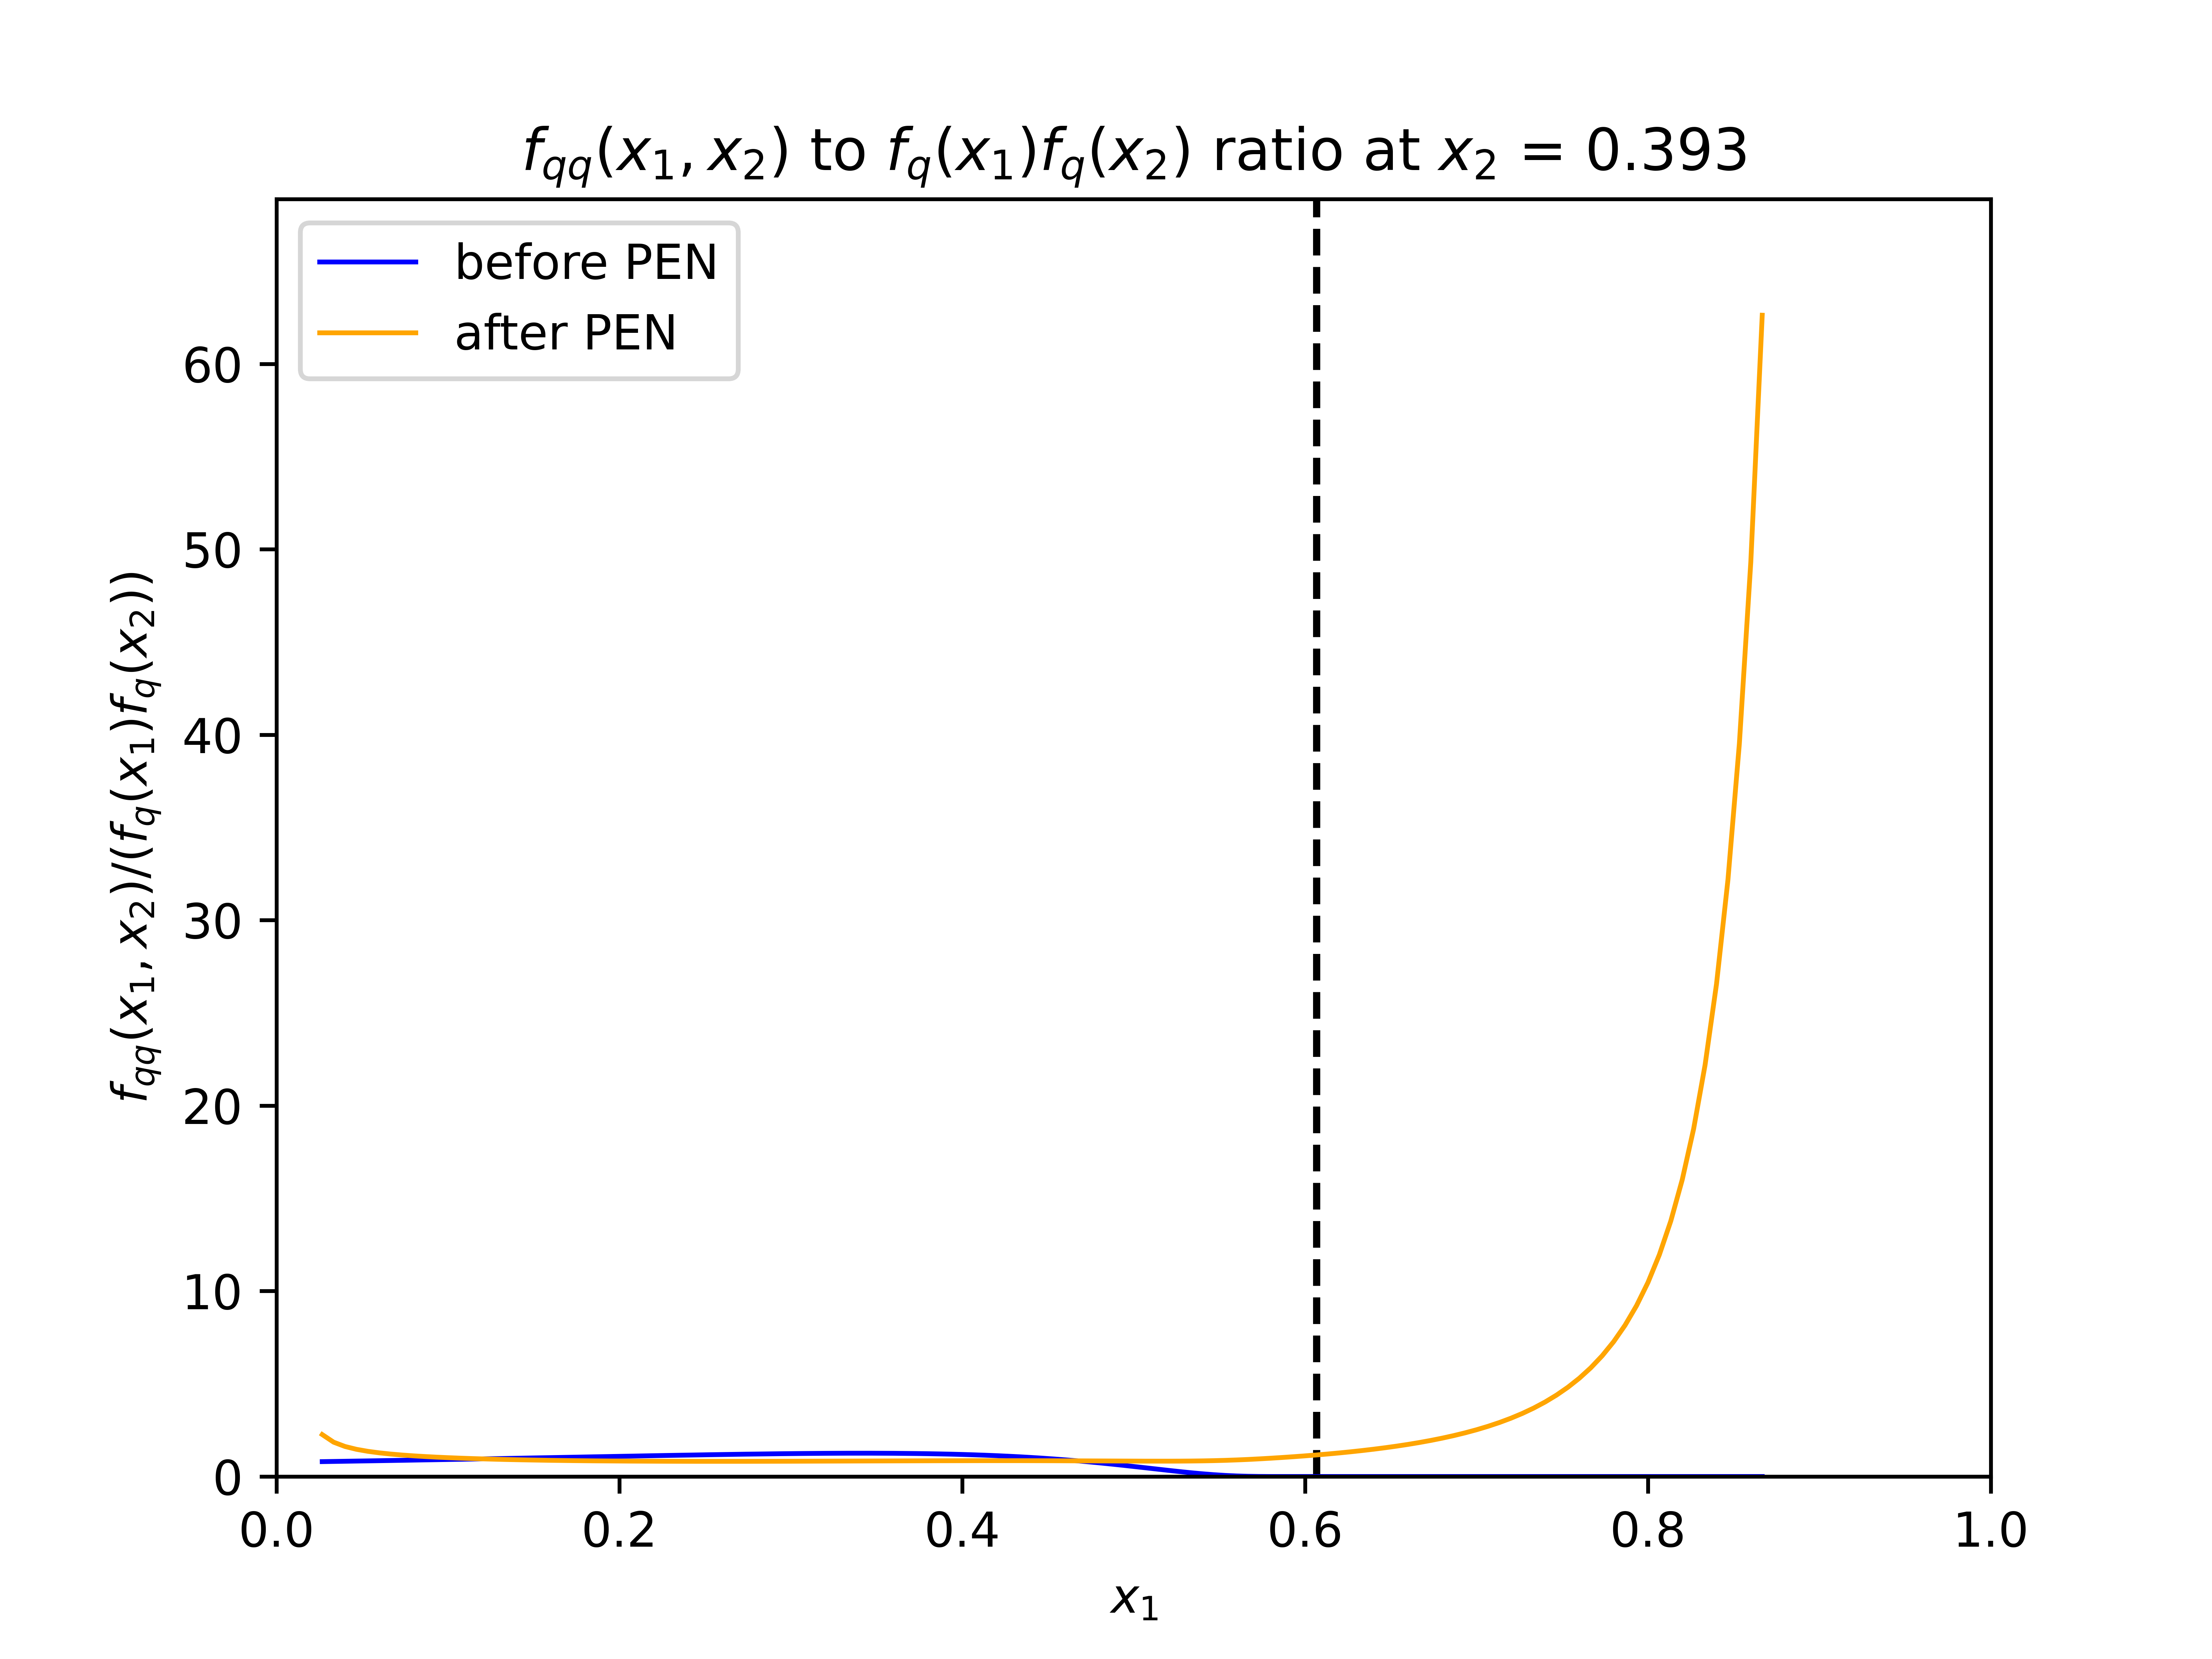 f_qq(x_1, x_2) to f_q(x_1)f_q(x_2) ratio at x_2 = 0.393
before PEN
after PEN
f_qq(x_1, x_2)/(f_q(x_1)f_q(x_2))
60
50
40
30
20
10
0
0.0 0.2 0.4 0.6 0.8 1.0
x_1